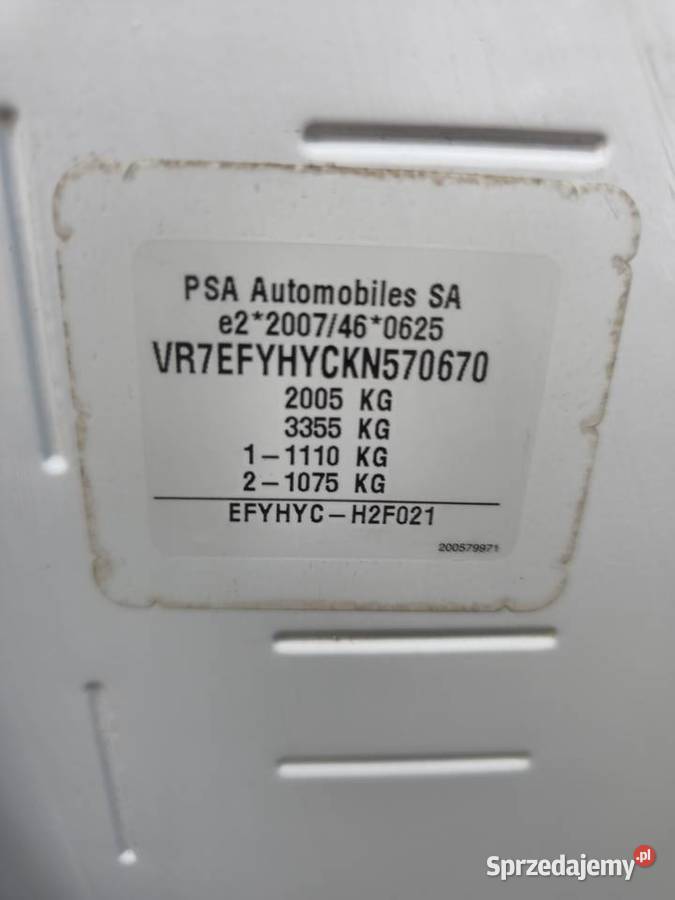 PSA Automobiles SA
e2*2007/46*0625
VR7EFYHYCKN570670
2005 KG
3355 KG
1-1110 KG
2-1075 KG
EFYHYC-H2F021
200579971
Sprzedajemy.pl